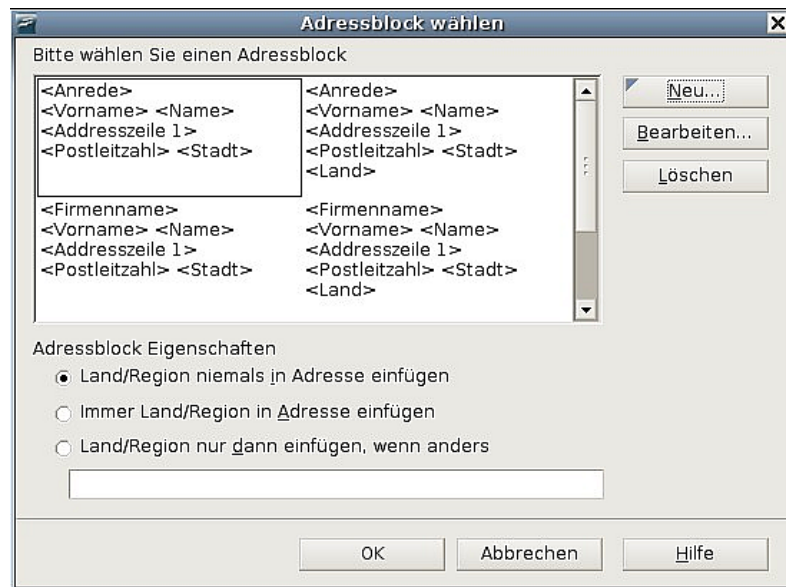 Adressblock wählen
Bitte wählen Sie einen Adressblock
<Anrede>
<Vorname> <Name>
<Addresszeile 1>
<Postleitzahl> <Stadt>
<Anrede>
<Vorname> <Name>
<Addresszeile 1>
<Postleitzahl> <Stadt>
<Land>
<Firmenname>
<Vorname> <Name>
<Addresszeile 1>
<Postleitzahl> <Stadt>
<Firmenname>
<Vorname> <Name>
<Addresszeile 1>
<Postleitzahl> <Stadt>
<Land>
Neu...
Bearbeiten...
Löschen
Adressblock Eigenschaften
Land/Region niemals in Adresse einfügen
Immer Land/Region in Adresse einfügen
Land/Region nur dann einfügen, wenn anders
OK
Abbrechen
Hilfe